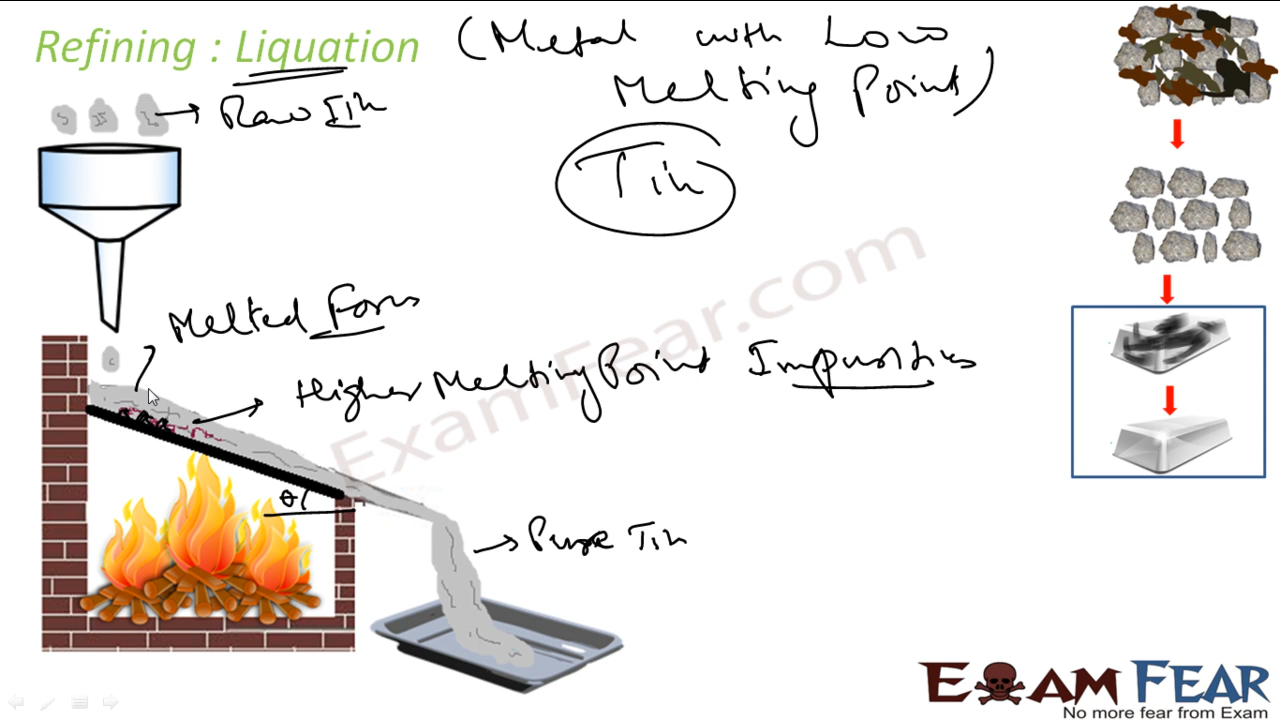 Refining : Liquation (Metal with Low
Melting Point)
Raw Tin
Tin
Melted Form
Higher Melting Point Impurities
θ
Pure Tin
ExamFear.com
EXAM FEAR
No more fear from Exam